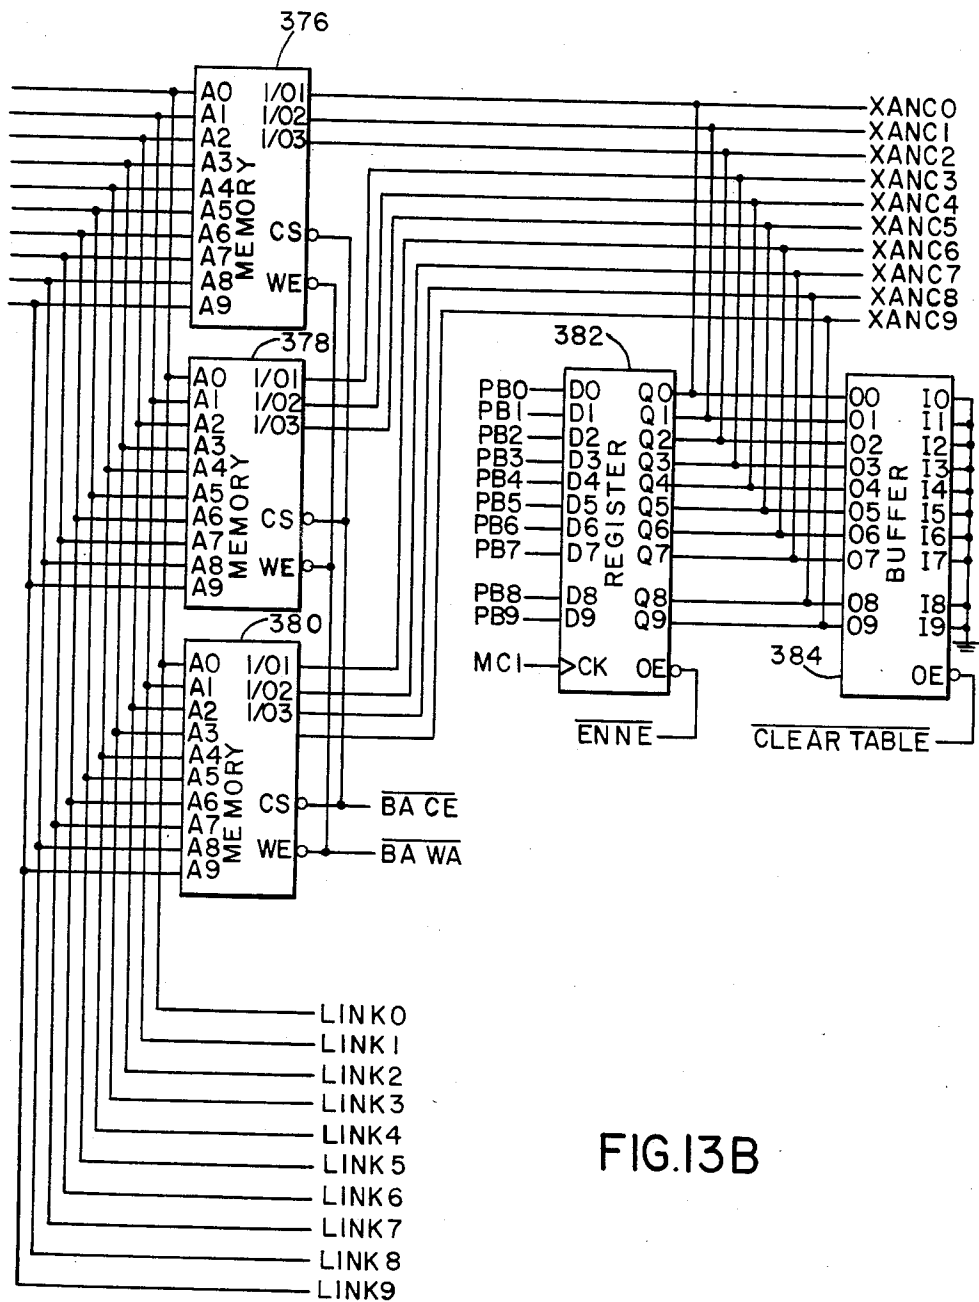 376
A0 I/O1
A1 I/O2
A2 I/O3
A3
A4
A5
A6 CS
A7
A8 WE
A9
MEMORY
XANC0
XANC1
XANC2
XANC3
XANC4
XANC5
XANC6
XANC7
XANC8
XANC9
378
A0 I/O1
A1 I/O2
A2 I/O3
A3
A4
A5
A6 CS
A7
A8 WE
A9
MEMORY
382
PB0 D0 Q0
PB1 D1 Q1
PB2 D2 Q2
PB3 D3 Q3
PB4 D4 Q4
PB5 D5 Q5
PB6 D6 Q6
PB7 D7 Q7
PB8 D8 Q8
PB9 D9 Q9
MC1 CK OE
REGISTER
ENNE
O0 I0
O1 I1
O2 I2
O3 I3
O4 I4
O5 I5
O6 I6
O7 I7
O8 I8
O9 I9
OE
BUFFER
384
CLEAR TABLE
380
A0 I/O1
A1 I/O2
A2 I/O3
A3
A4
A5
A6 CS
A7
A8 WE
A9
MEMORY
BA CE
BA WA
LINK0
LINK1
LINK2
LINK3
LINK4
LINK5
LINK6
LINK7
LINK8
LINK9
FIG.13B